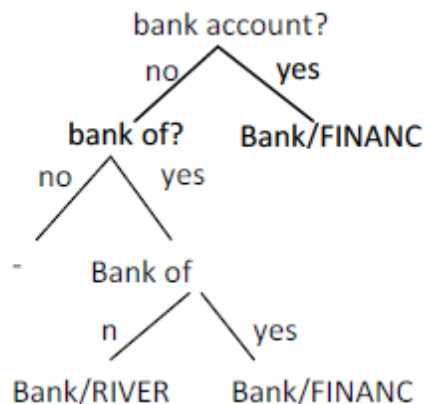 bank account?
no yes
bank of? Bank/FINANC
no yes
- Bank of
n yes
Bank/RIVER Bank/FINANC